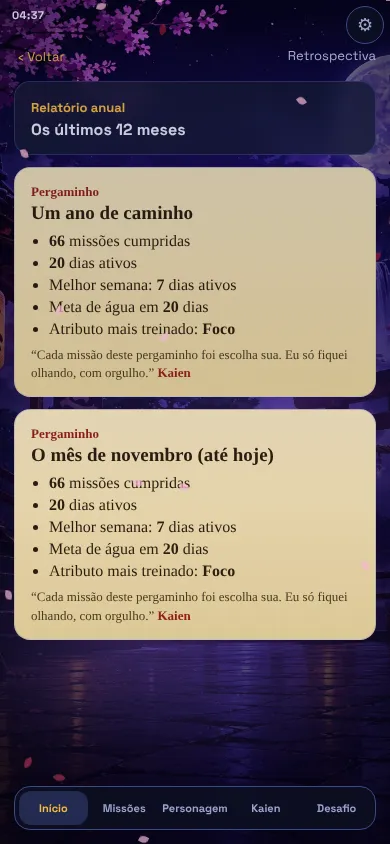 04:37
‹ Voltar
Retrospectiva
Relatório anual
Os últimos 12 meses
Pergaminho
Um ano de caminho
• 66 missões cumpridas
• 20 dias ativos
• Melhor semana: 7 dias ativos
• Meta de água em 20 dias
• Atributo mais treinado: Foco
“Cada missão deste pergaminho foi escolha sua. Eu só fiquei
olhando, com orgulho.” Kaien
Pergaminho
O mês de novembro (até hoje)
• 66 missões cumpridas
• 20 dias ativos
• Melhor semana: 7 dias ativos
• Meta de água em 20 dias
• Atributo mais treinado: Foco
“Cada missão deste pergaminho foi escolha sua. Eu só fiquei
olhando, com orgulho.” Kaien
Início Missões Personagem Kaien Desafio